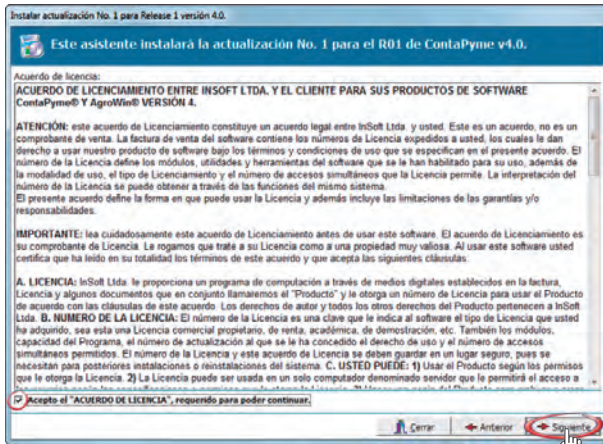 Instalar actualización No. 1 para Release 1 versión 4.0.
Este asistente instalará la actualización No. 1 para el R01 de ContaPyme v4.0.
Acuerdo de licencia:
ACUERDO DE LICENCIAMIENTO ENTRE INSOFT LTDA. Y EL CLIENTE PARA SUS PRODUCTOS DE SOFTWARE
ContaPyme® Y AgroWin® VERSIÓN 4.
ATENCIÓN: este acuerdo de Licenciamiento constituye un acuerdo legal entre InSoft Ltda. y usted. Este es un acuerdo, no es un
comprobante de venta. La factura de venta del software contiene los números de Licencia expedidos a usted, los cuales le dan
derecho a usar nuestro producto de software bajo los términos y condiciones de uso que se especifican en el presente acuerdo. El
número de la Licencia define los módulos, utilidades y herramientas del software que se le han habilitado para su uso, además de
la modalidad de uso, el tipo de Licenciamiento y el número de accesos simultáneos que la Licencia permite. La interpretación del
número de la Licencia se puede obtener a través de las funciones del mismo sistema.
El presente acuerdo define la forma en que puede usar la Licencia y además incluye las limitaciones de las garantías y/o
responsabilidades.
IMPORTANTE: lea cuidadosamente este acuerdo de Licenciamiento antes de usar este software. El acuerdo de Licenciamiento es
su comprobante de Licencia. Le rogamos que trate a su Licencia como a una propiedad muy valiosa. Al usar este software usted
certifica que ha leído en su totalidad los términos de este acuerdo y que acepta las siguientes cláusulas:
A. LICENCIA: InSoft Ltda. le proporciona un programa de computación a través de medios digitales establecidos en la factura,
Licencia y algunos documentos que en conjunto llamaremos el "Producto" y le otorga un número de Licencia para usar el Producto
de acuerdo con las cláusulas de este acuerdo. Los derechos de autor y todos los otros derechos del Producto pertenecen a InSoft
Ltda. B. NUMERO DE LA LICENCIA: El número de la Licencia es una clave que le indica al software el tipo de Licencia que usted
ha adquirido, sea esta una Licencia comercial propietario, de renta, académica, de demostración, etc. También los módulos,
capacidad del Programa, el número de actualización al que se le ha concedido el derecho de uso y el número de accesos
simultáneos permitidos. El número de la Licencia y este acuerdo de Licencia se deben guardar en un lugar seguro, pues se
necesitan para posteriores instalaciones o reinstalaciones del sistema. C. USTED PUEDE: 1) Usar el Producto según los permisos
que le otorga la Licencia. 2) La Licencia puede ser usada en un solo computador denominado servidor que le permitirá el acceso a
Acepto el "ACUERDO DE LICENCIA", requerido para poder continuar.
Cerrar
Anterior
Siguiente